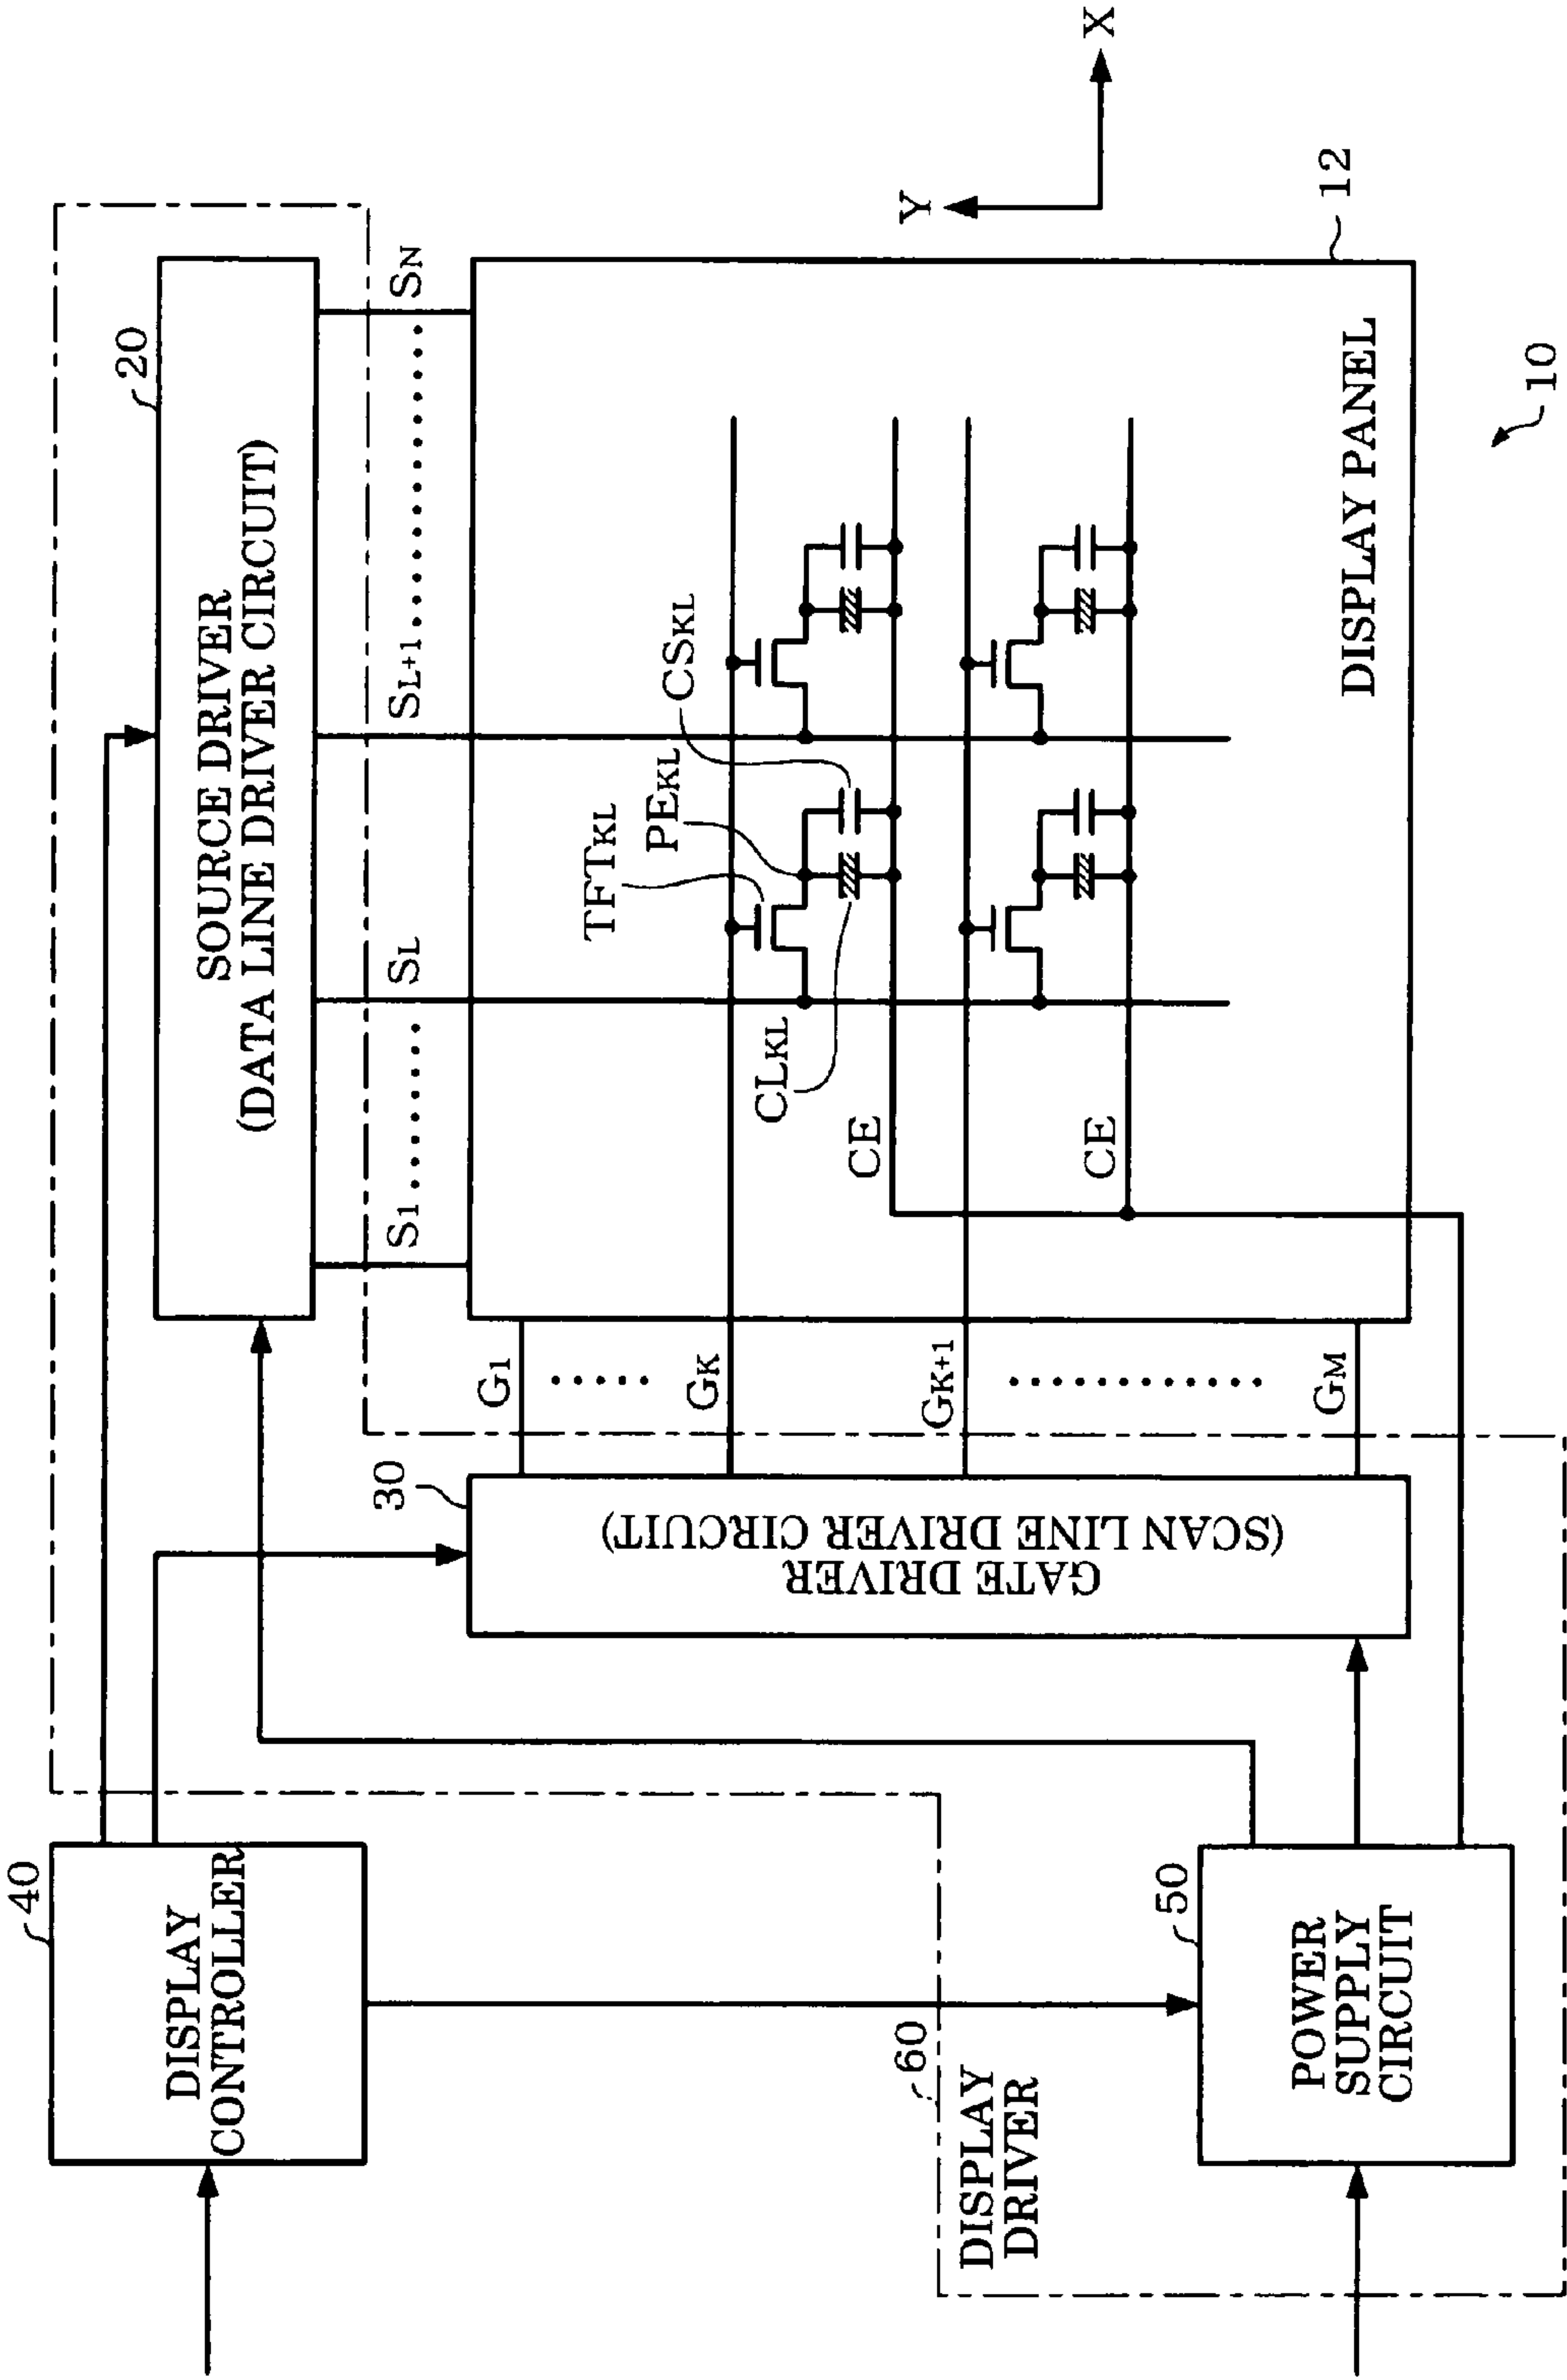 40
DISPLAY
CONTROLLER
20
SOURCE DRIVER
(DATA LINE DRIVER CIRCUIT)
S1
SL
SL+1
SN
30
GATE DRIVER
(SCAN LINE DRIVER CIRCUIT)
G1
GK
GK+1
GM
TFTKL
PEKL
CSKL
CLKL
CE
CE
DISPLAY PANEL
12
Y
X
60
DISPLAY
DRIVER
50
POWER
SUPPLY
CIRCUIT
10